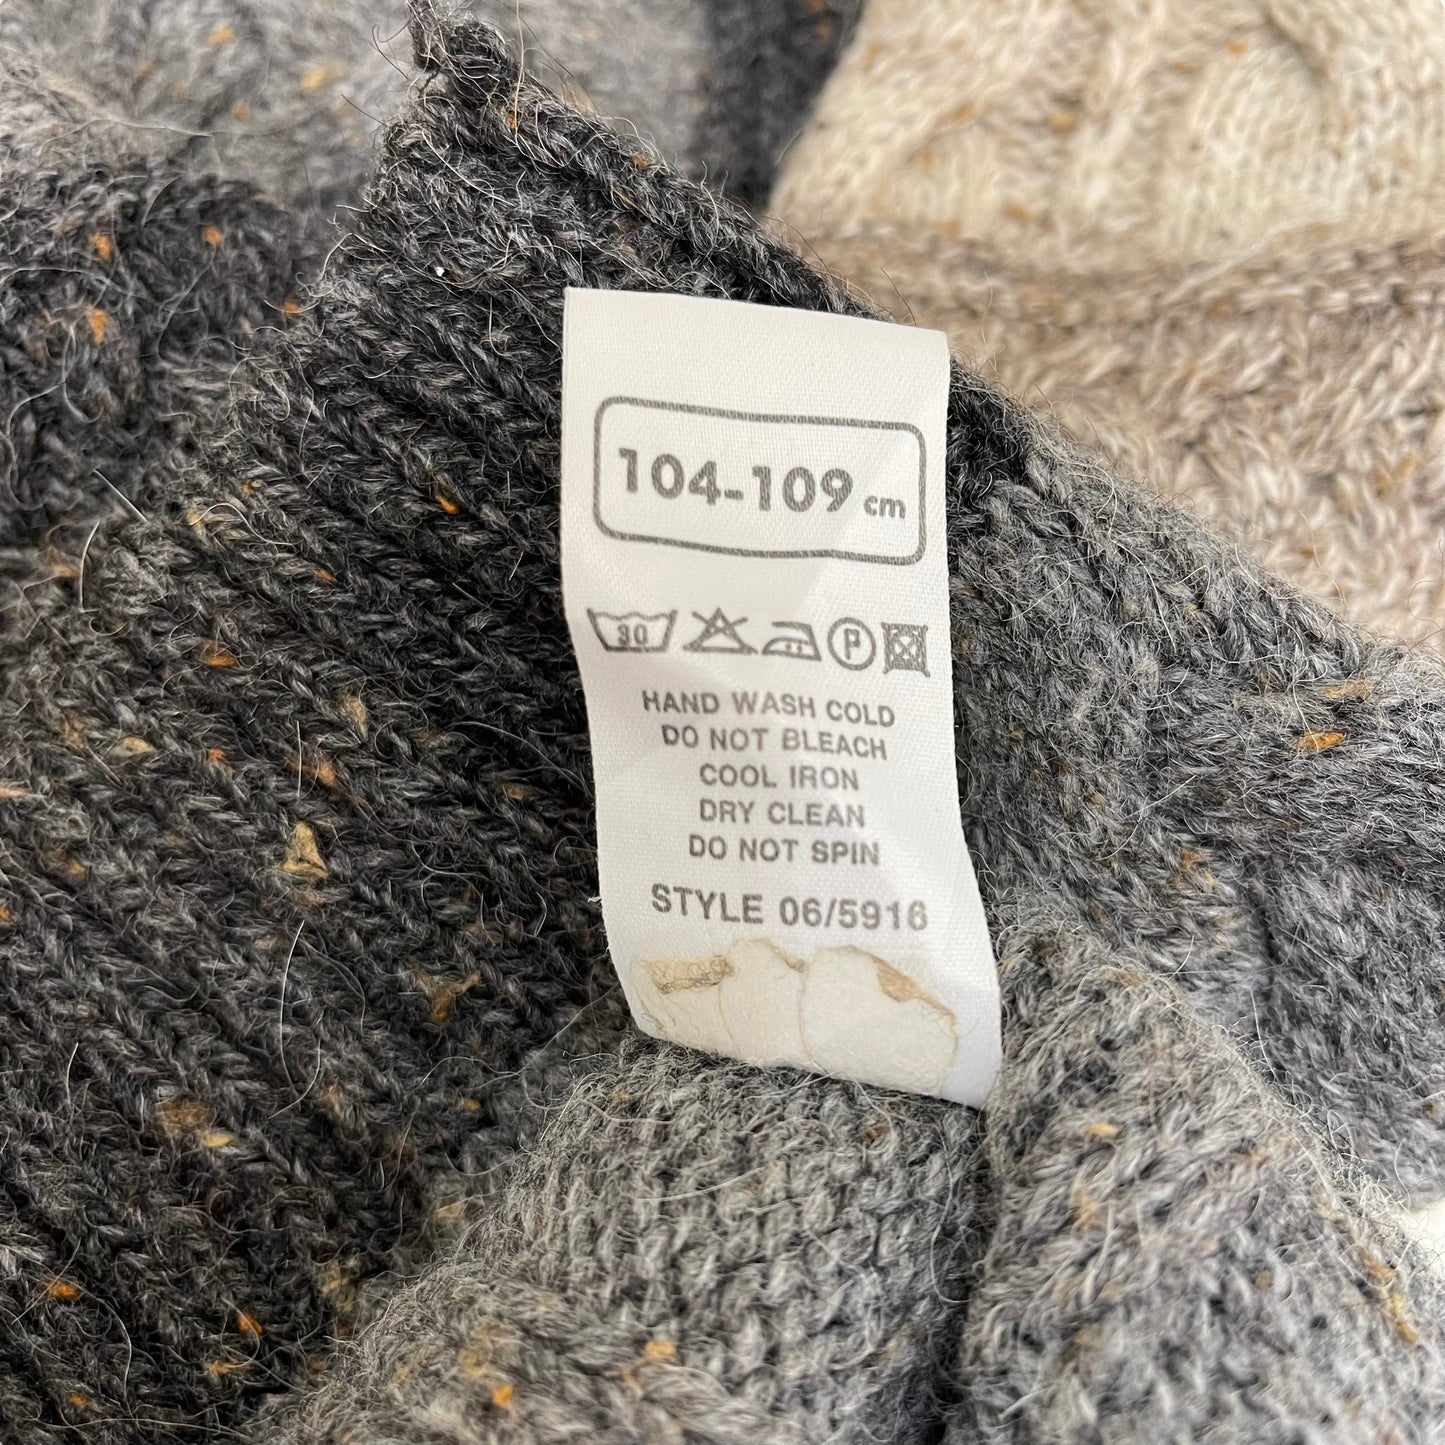 104-109 cm
30 P
HAND WASH COLD
DO NOT BLEACH
COOL IRON
DRY CLEAN
DO NOT SPIN
STYLE 06/5916